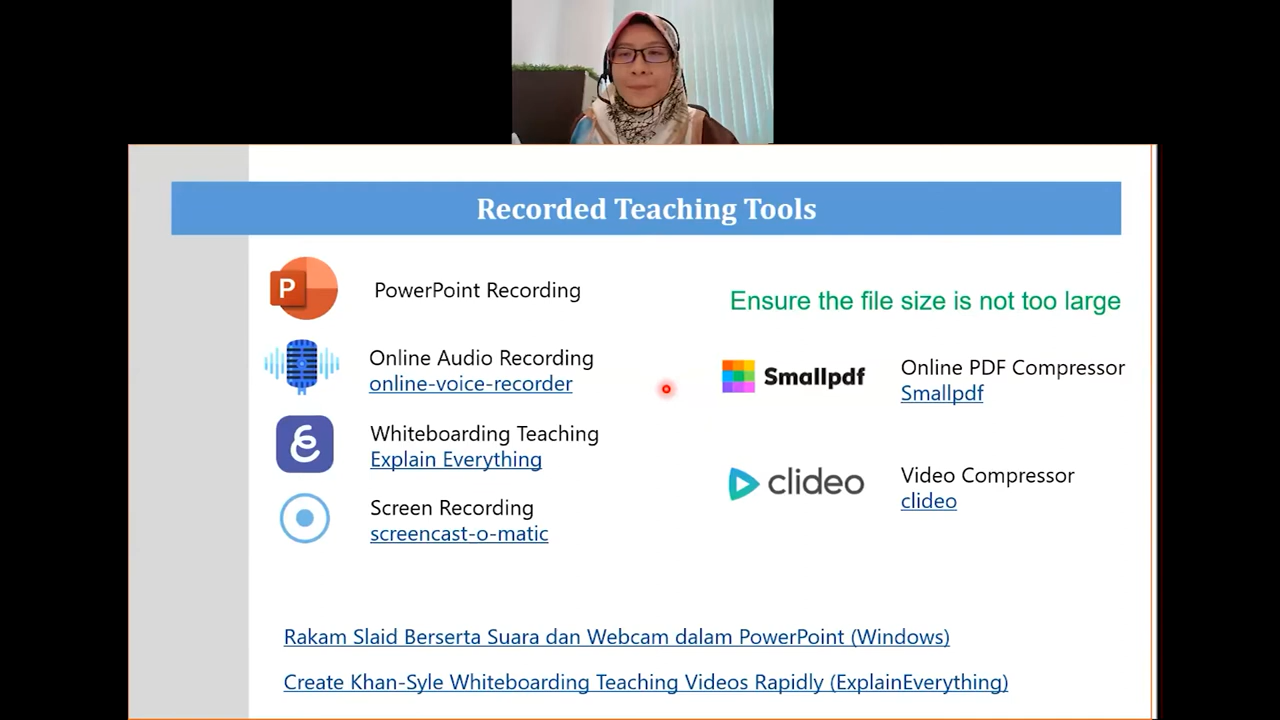 Recorded Teaching Tools
P
PowerPoint Recording
Online Audio Recording
online-voice-recorder
Whiteboarding Teaching
Explain Everything
Screen Recording
screencast-o-matic
Ensure the file size is not too large
Smallpdf
Online PDF Compressor
Smallpdf
clideo
Video Compressor
clideo
Rakam Slaid Berserta Suara dan Webcam dalam PowerPoint (Windows)
Create Khan-Syle Whiteboarding Teaching Videos Rapidly (ExplainEverything)